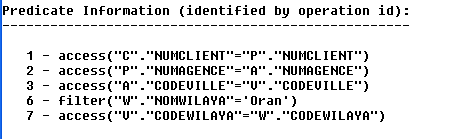 Predicate Information (identified by operation id):
---------------------------------------------------
1 - access("C"."NUMCLIENT"="P"."NUMCLIENT")
2 - access("P"."NUMAGENCE"="A"."NUMAGENCE")
3 - access("A"."CODEVILLE"="V"."CODEVILLE")
6 - filter("W"."NOMWILAYA"='Oran')
7 - access("V"."CODEWILAYA"="W"."CODEWILAYA")